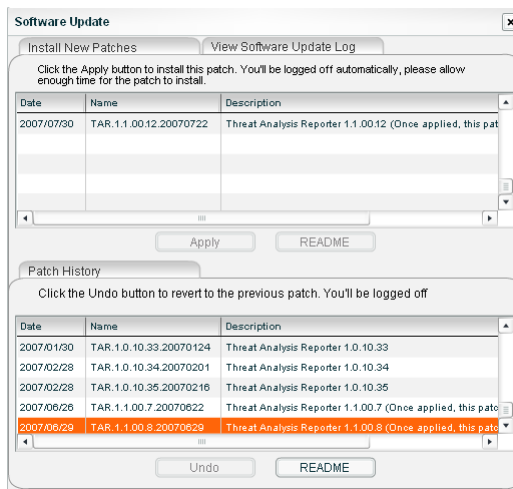 Software Update
Install New Patches
View Software Update Log
Click the Apply button to install this patch. You'll be logged off automatically, please allow
enough time for the patch to install.
Date Name Description
2007/07/30 TAR.1.1.00.12.20070722 Threat Analysis Reporter 1.1.00.12 (Once applied, this pat
Apply README
Patch History
Click the Undo button to revert to the previous patch. You'll be logged off
Date Name Description
2007/01/30 TAR.1.0.10.33.20070124 Threat Analysis Reporter 1.0.10.33
2007/02/28 TAR.1.0.10.34.20070201 Threat Analysis Reporter 1.0.10.34
2007/02/28 TAR.1.0.10.35.20070216 Threat Analysis Reporter 1.0.10.35
2007/06/26 TAR.1.1.00.7.20070622 Threat Analysis Reporter 1.1.00.7 (Once applied, this patc
2007/06/29 TAR.1.1.00.8.20070629 Threat Analysis Reporter 1.1.00.8 (Once applied, this patc
Undo README